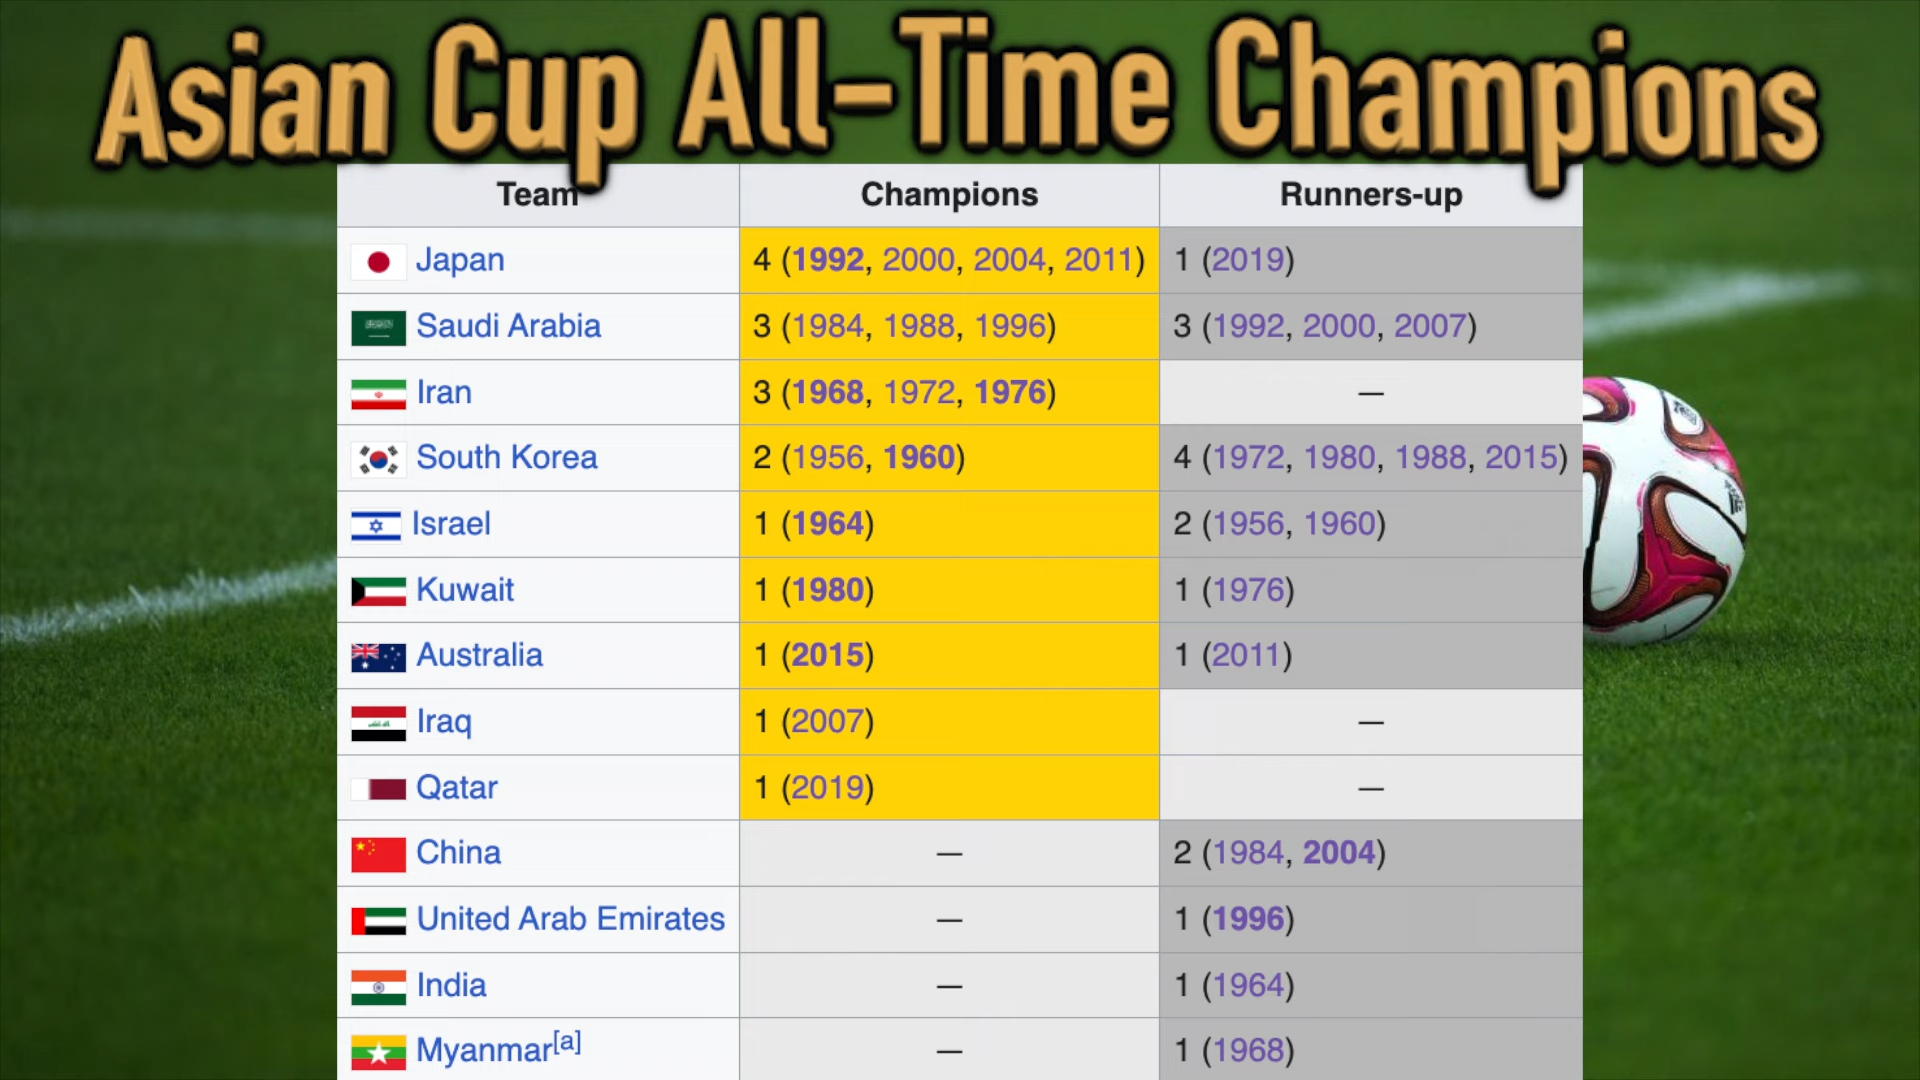 Asian Cup All-Time Champions
Team Champions Runners-up
Japan 4 (1992, 2000, 2004, 2011) 1 (2019)
Saudi Arabia 3 (1984, 1988, 1996) 3 (1992, 2000, 2007)
Iran 3 (1968, 1972, 1976) —
South Korea 2 (1956, 1960) 4 (1972, 1980, 1988, 2015)
Israel 1 (1964) 2 (1956, 1960)
Kuwait 1 (1980) 1 (1976)
Australia 1 (2015) 1 (2011)
Iraq 1 (2007) —
Qatar 1 (2019) —
China — 2 (1984, 2004)
United Arab Emirates — 1 (1996)
India — 1 (1964)
Myanmar[a] — 1 (1968)